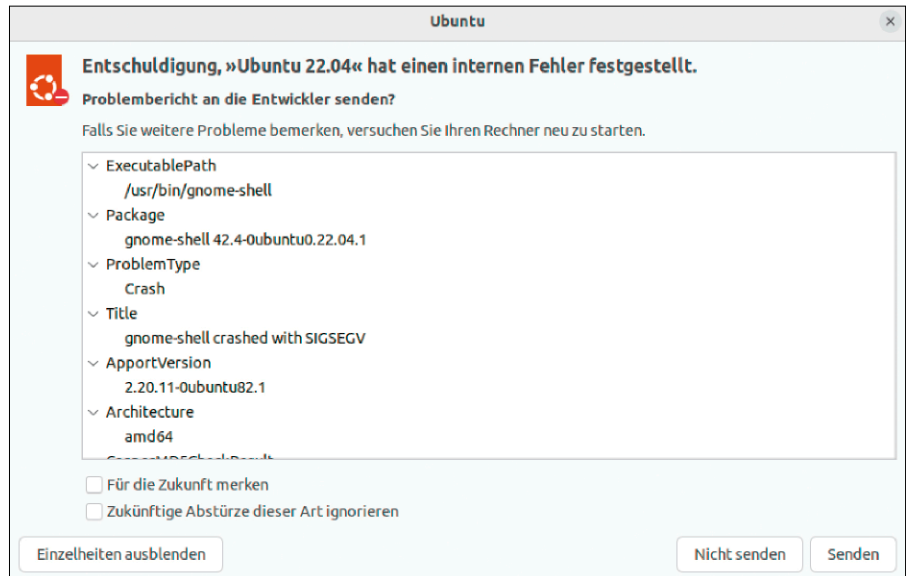 Ubuntu
Entschuldigung, »Ubuntu 22.04« hat einen internen Fehler festgestellt.
Problembericht an die Entwickler senden?
Falls Sie weitere Probleme bemerken, versuchen Sie Ihren Rechner neu zu starten.
ExecutablePath
/usr/bin/gnome-shell
Package
gnome-shell 42.4-0ubuntu0.22.04.1
ProblemType
Crash
Title
gnome-shell crashed with SIGSEGV
ApportVersion
2.20.11-0ubuntu82.1
Architecture
amd64
Für die Zukunft merken
Zukünftige Abstürze dieser Art ignorieren
Einzelheiten ausblenden
Nicht senden
Senden